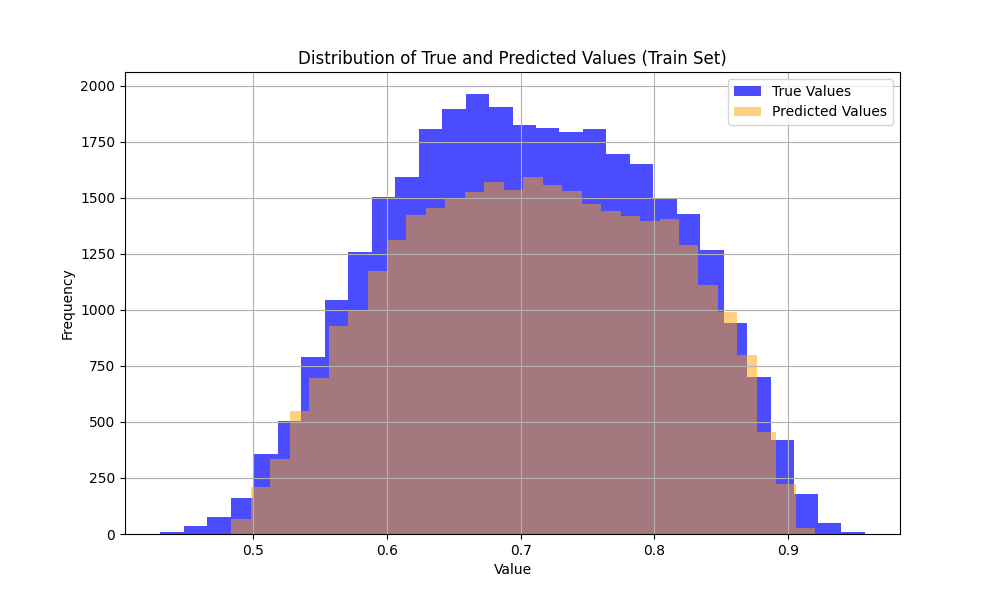 Distribution of True and Predicted Values (Train Set)
True Values
Predicted Values
2000
1750
1500
1250
1000
750
500
250
0
Frequency
0.5 0.6 0.7 0.8 0.9
Value